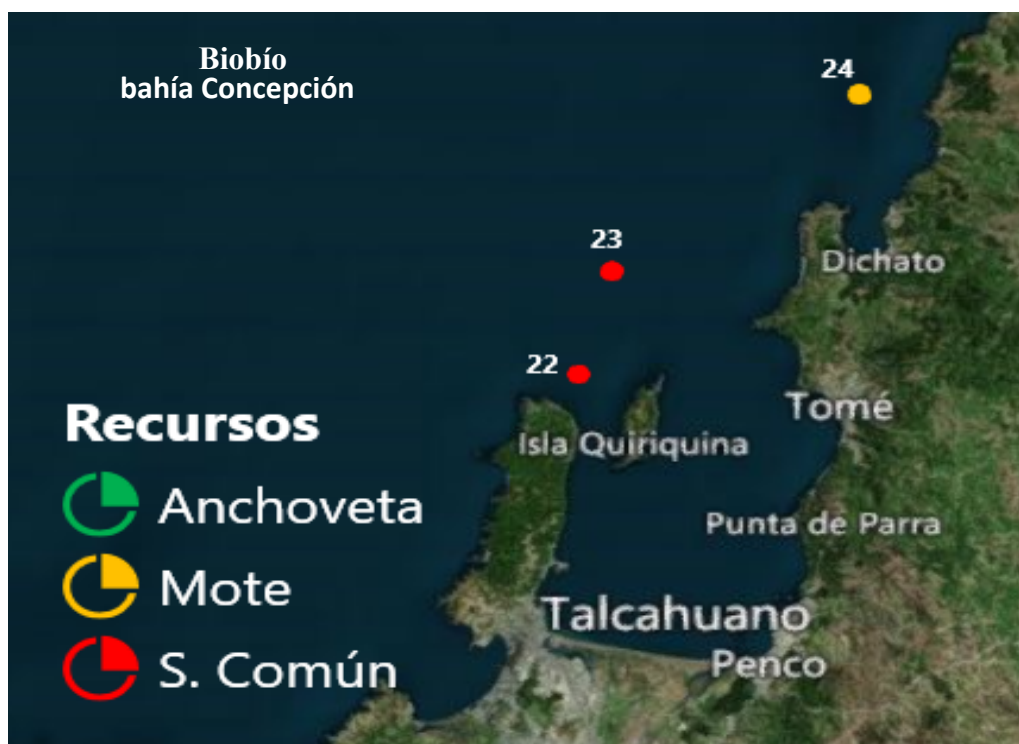 Biobío
bahía Concepción
24
23
Dichato
22
Tomé
Recursos
Isla Quiriquina
Anchoveta
Punta de Parra
Mote
Talcahuano
S. Común
Penco